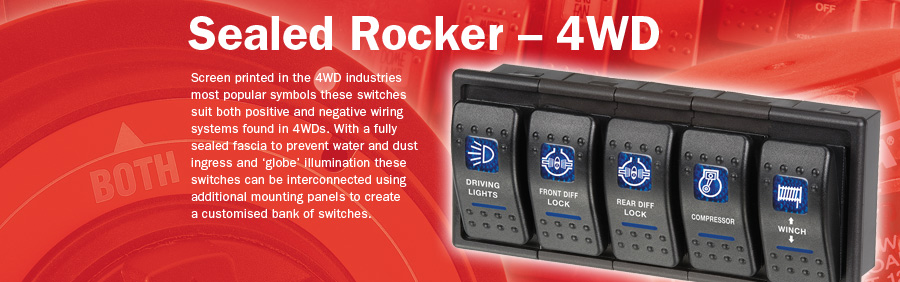 Sealed Rocker – 4WD
Screen printed in the 4WD industries
most popular symbols these switches
suit both positive and negative wiring
systems found in 4WDs. With a fully
sealed fascia to prevent water and dust
ingress and ‘globe’ illumination these
switches can be interconnected using
additional mounting panels to create
a customised bank of switches.
BOTH
OFF
DRIVING
LIGHTS
FRONT DIFF
LOCK
REAR DIFF
LOCK
COMPRESSOR
WINCH